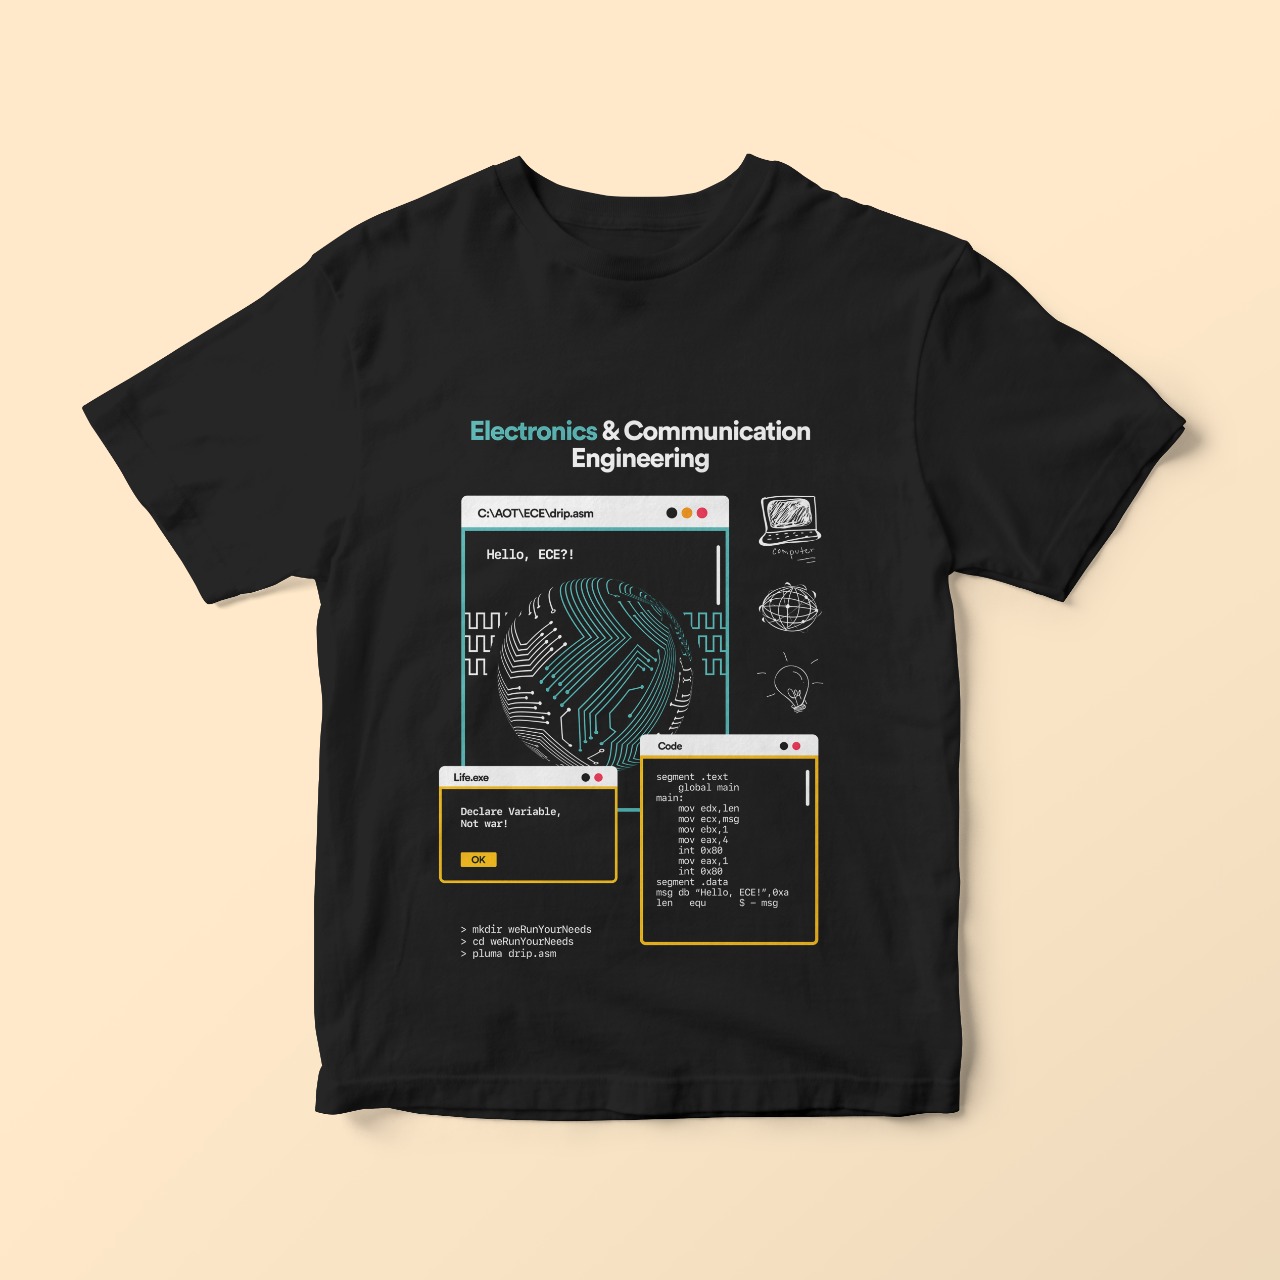 Electronics & Communication
Engineering
C:\AOT\ECE\drip.asm
Hello, ECE?!
computer
Life.exe
Declare Variable,
Not war!
OK
Code
segment .text
    global main
main:
    mov edx,len
    mov ecx,msg
    mov ebx,1
    mov eax,4
    int 0x80
    mov eax,1
    int 0x80
segment .data
msg db “Hello, ECE!”,0xa
len   equ      $ - msg
> mkdir weRunYourNeeds
> cd weRunYourNeeds
> pluma drip.asm